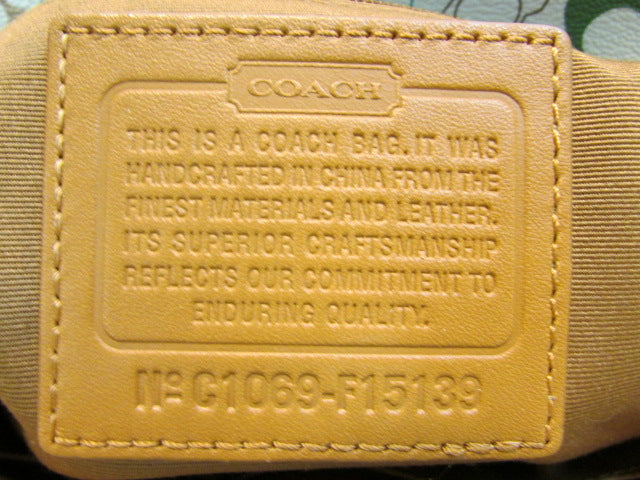 COACH
THIS IS A COACH BAG. IT WAS
HANDCRAFTED IN CHINA FROM THE
FINEST MATERIALS AND LEATHER.
ITS SUPERIOR CRAFTSMANSHIP
REFLECTS OUR COMMITMENT TO
ENDURING QUALITY.
Nº C1069-F15139